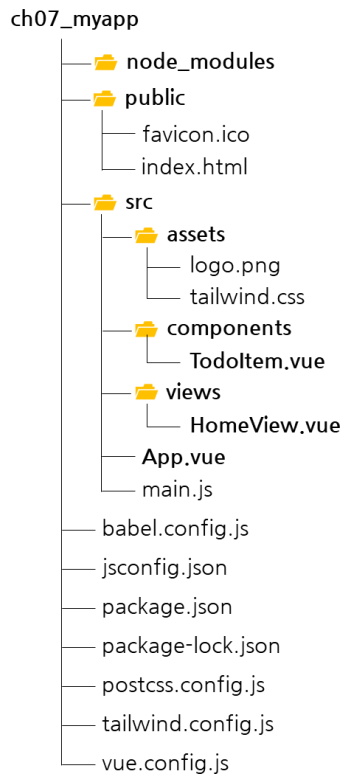 ch07_myapp
node_modules
public
favicon.ico
index.html
src
assets
logo.png
tailwind.css
components
TodoItem.vue
views
HomeView.vue
App.vue
main.js
babel.config.js
jsconfig.json
package.json
package-lock.json
postcss.config.js
tailwind.config.js
vue.config.js